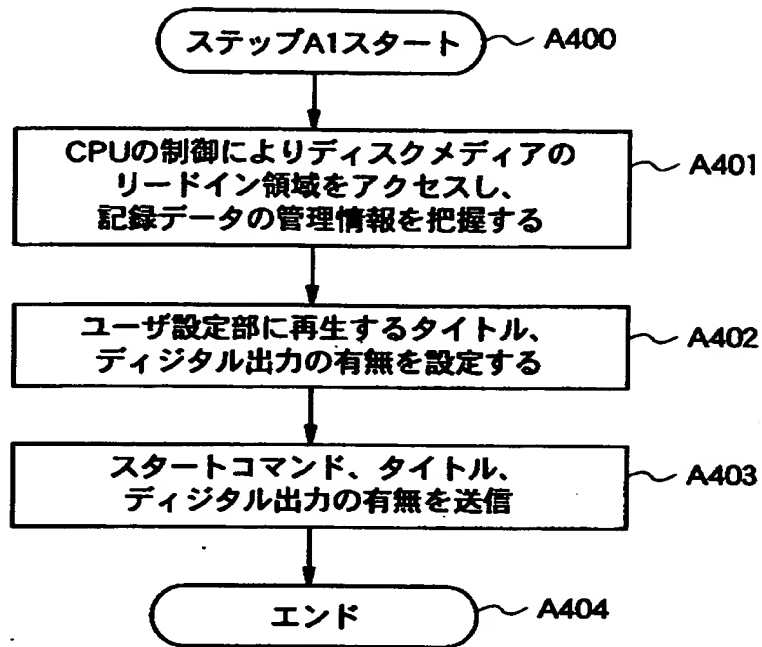 ステップA1スタート
A400
CPUの制御によりディスクメディアの
リードイン領域をアクセスし、
記録データの管理情報を把握する
A401
ユーザ設定部に再生するタイトル、
ディジタル出力の有無を設定する
A402
スタートコマンド、タイトル、
ディジタル出力の有無を送信
A403
エンド
A404